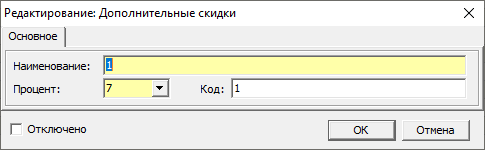 Редактирование: Дополнительные скидки
Основное
Наименование: 1
Процент: 7 Код: 1
Отключено OK Отмена